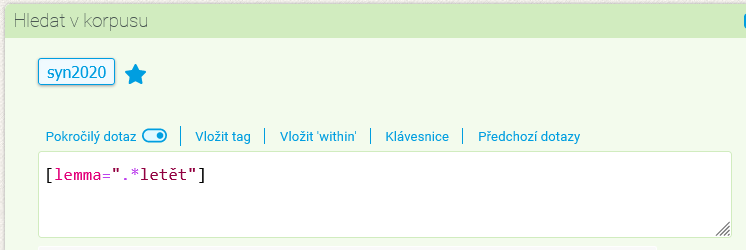 Hledat v korpusu
syn2020
Pokročilý dotaz Vložit tag Vložit 'within' Klávesnice Předchozí dotazy
[lemma=".*letět"]